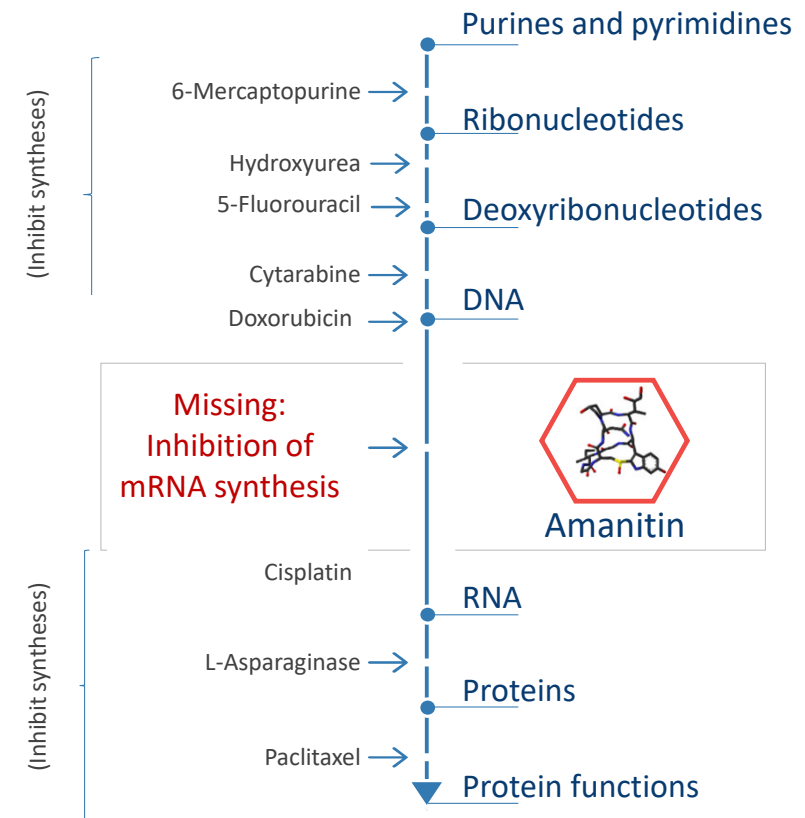 Purines and pyrimidines
(Inhibit syntheses)
6-Mercaptopurine
Ribonucleotides
Hydroxyurea
5-Fluorouracil
Deoxyribonucleotides
Cytarabine
DNA
Doxorubicin
Missing:
Inhibition of
mRNA synthesis
Amanitin
(Inhibit syntheses)
Cisplatin
RNA
L-Asparaginase
Proteins
Paclitaxel
Protein functions